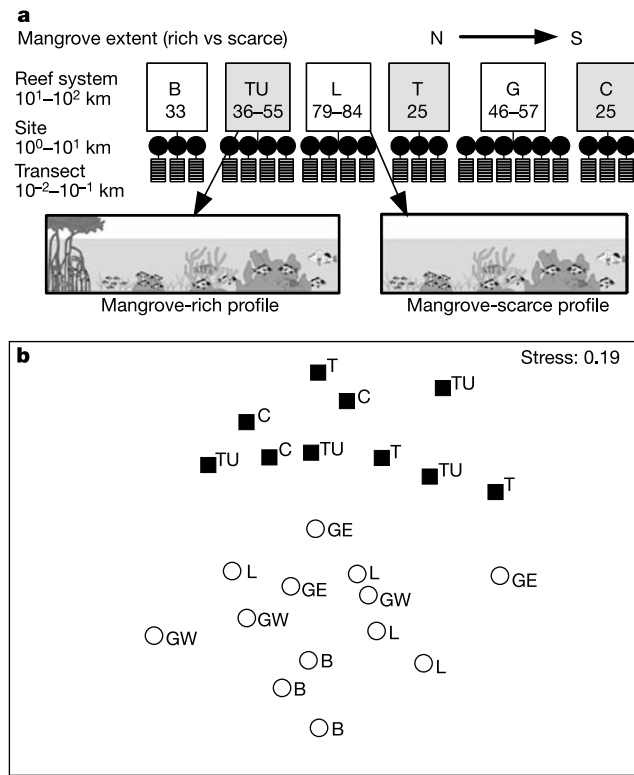 a
Mangrove extent (rich vs scarce) N S
Reef system
10¹–10² km
B TU L T G C
33 36–55 79–84 25 46–57 25
Site
10⁰–10¹ km
Transect
10⁻²–10⁻¹ km
Mangrove-rich profile Mangrove-scarce profile
b Stress: 0.19
T
TU
C
C
TU
C
T
TU
TU
T
GE
L
L
GE
GE
GW
GW
L
GW
B
L
B
B